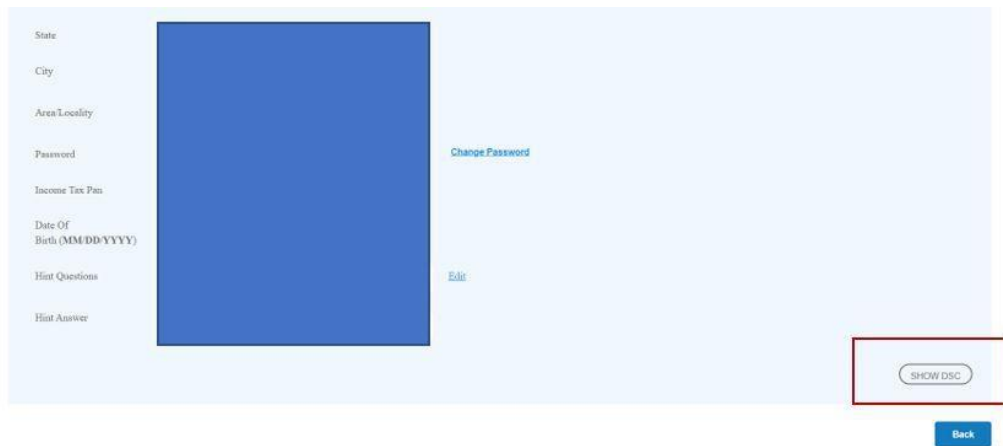 State
City
Area/Locality
Password
Change Password
Income Tax Pan
Date Of
Birth (MM/DD/YYYY)
Hint Questions
Edit
Hint Answer
SHOW DSC
Back